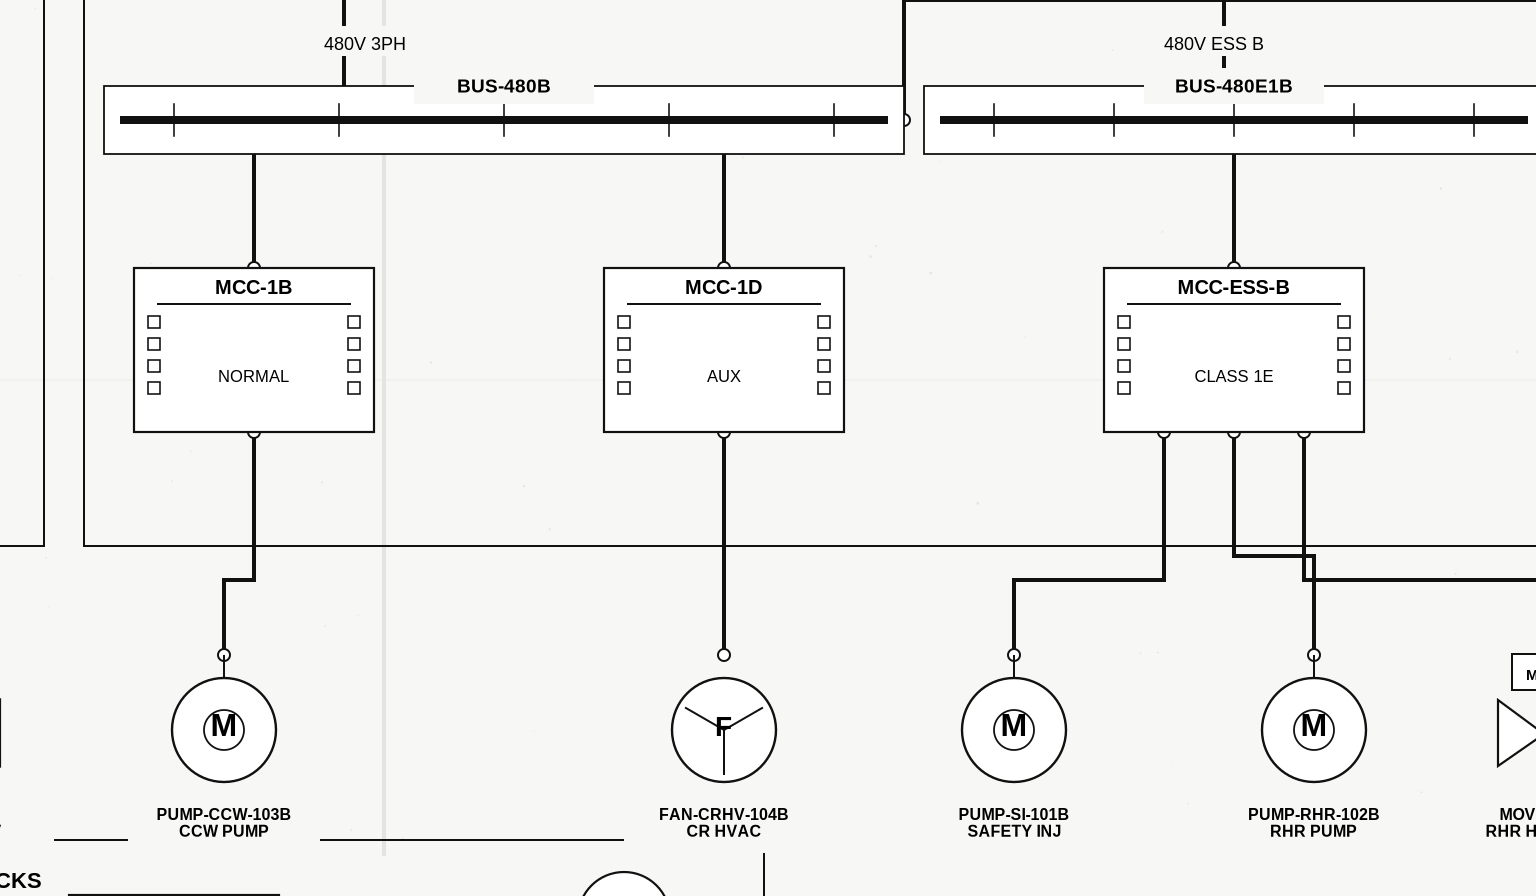 480V 3PH
480V ESS B
BUS-480B
BUS-480E1B
MCC-1B
MCC-1D
MCC-ESS-B
NORMAL
AUX
CLASS 1E
M
M
F
M
M
PUMP-CCW-103B
CCW PUMP
FAN-CRHV-104B
CR HVAC
PUMP-SI-101B
SAFETY INJ
PUMP-RHR-102B
RHR PUMP
MOV
RHR H
CKS